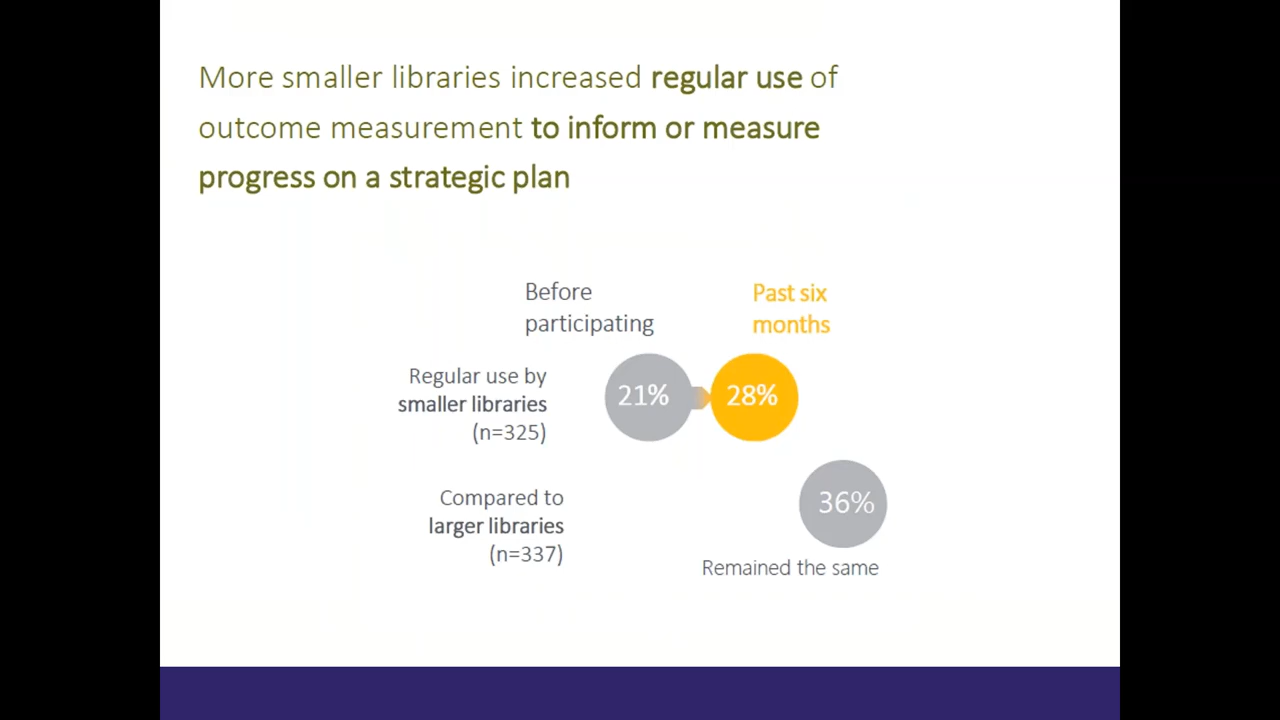 More smaller libraries increased regular use of
outcome measurement to inform or measure
progress on a strategic plan
Before
participating
Past six
months
Regular use by
smaller libraries
(n=325)
21%
28%
Compared to
larger libraries
(n=337)
36%
Remained the same